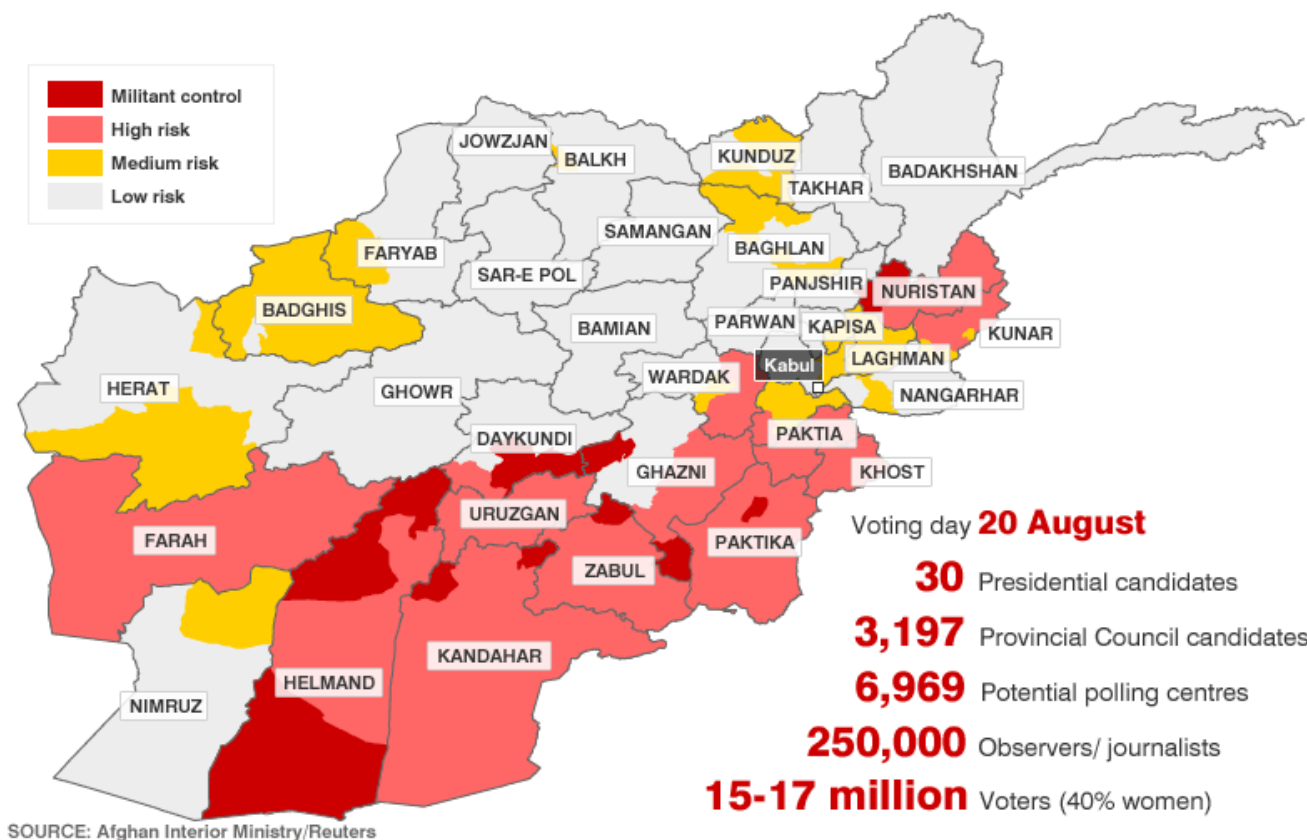 Militant control
High risk
Medium risk
Low risk
JOWZJAN
BALKH
KUNDUZ
TAKHAR
BADAKHSHAN
FARYAB
SAMANGAN
BAGHLAN
SAR-E POL
PANJSHIR
NURISTAN
BADGHIS
BAMIAN
PARWAN
KAPISA
KUNAR
LAGHMAN
Kabul
HERAT
GHOWR
WARDAK
NANGARHAR
DAYKUNDI
PAKTIA
GHAZNI
KHOST
URUZGAN
FARAH
PAKTIKA
ZABUL
KANDAHAR
HELMAND
NIMRUZ
Voting day 20 August
30 Presidential candidates
3,197 Provincial Council candidates
6,969 Potential polling centres
250,000 Observers/ journalists
15-17 million Voters (40% women)
SOURCE: Afghan Interior Ministry/Reuters